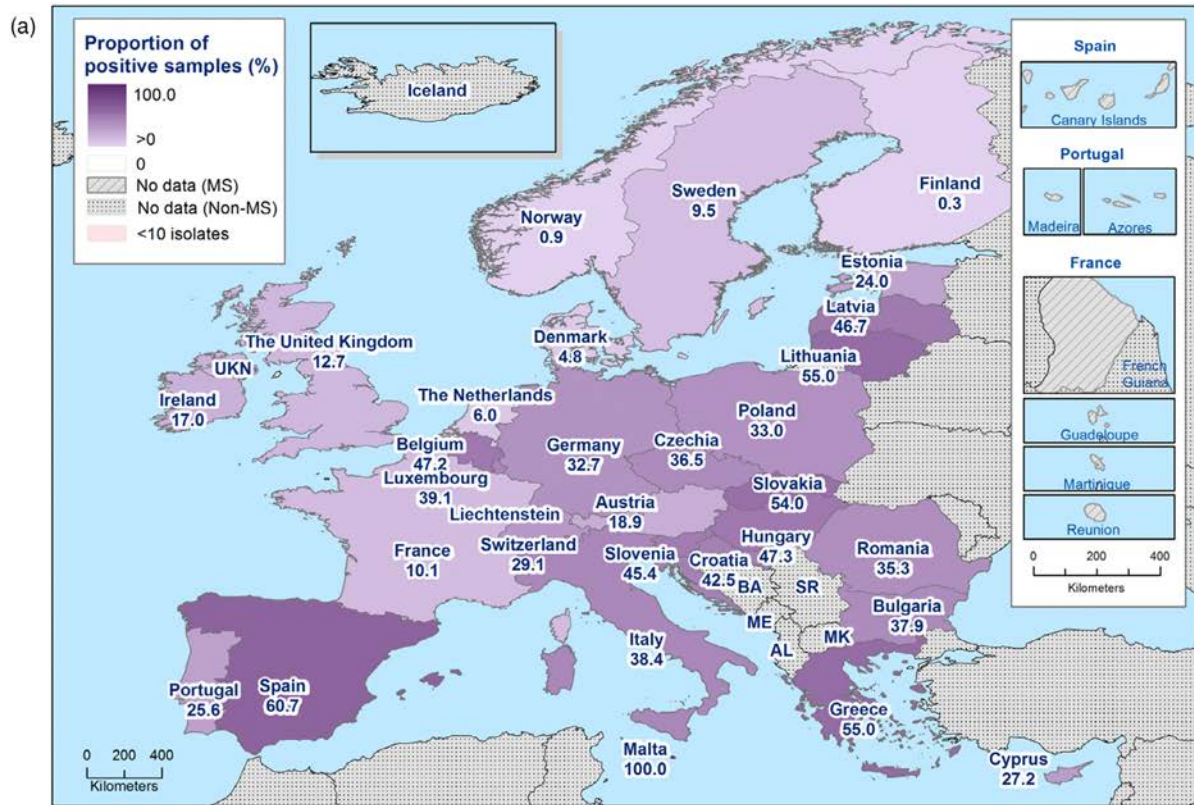 (a)
Proportion of
positive samples (%)
100.0
>0
0
No data (MS)
No data (Non-MS)
<10 isolates
Iceland
Spain
Canary Islands
Portugal
Madeira
Azores
France
French
Guiana
Guadeloupe
Martinique
Reunion
0 200 400
Kilometers
Norway
0.9
Sweden
9.5
Finland
0.3
Estonia
24.0
Latvia
46.7
Lithuania
55.0
Denmark
4.8
The United Kingdom
12.7
UKN
Ireland
17.0
The Netherlands
6.0
Belgium
47.2
Luxembourg
39.1
Germany
32.7
Poland
33.0
Czechia
36.5
Slovakia
54.0
Liechtenstein
Austria
18.9
Hungary
47.3
France
10.1
Switzerland
29.1
Slovenia
45.4
Croatia
42.5
Romania
35.3
BA
SR
Bulgaria
37.9
ME
MK
AL
Italy
38.4
Portugal
25.6
Spain
60.7
Greece
55.0
Malta
100.0
Cyprus
27.2
0 200 400
Kilometers